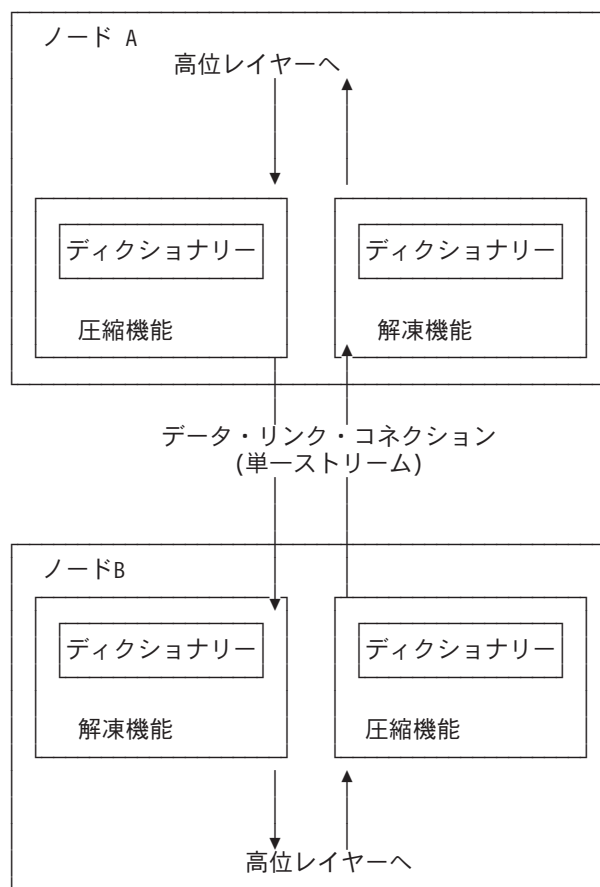 ノード A
高位レイヤーへ
ディクショナリー
ディクショナリー
圧縮機能
解凍機能
データ・リンク・コネクション
(単一ストリーム)
ノードB
ディクショナリー
ディクショナリー
解凍機能
圧縮機能
高位レイヤーへ